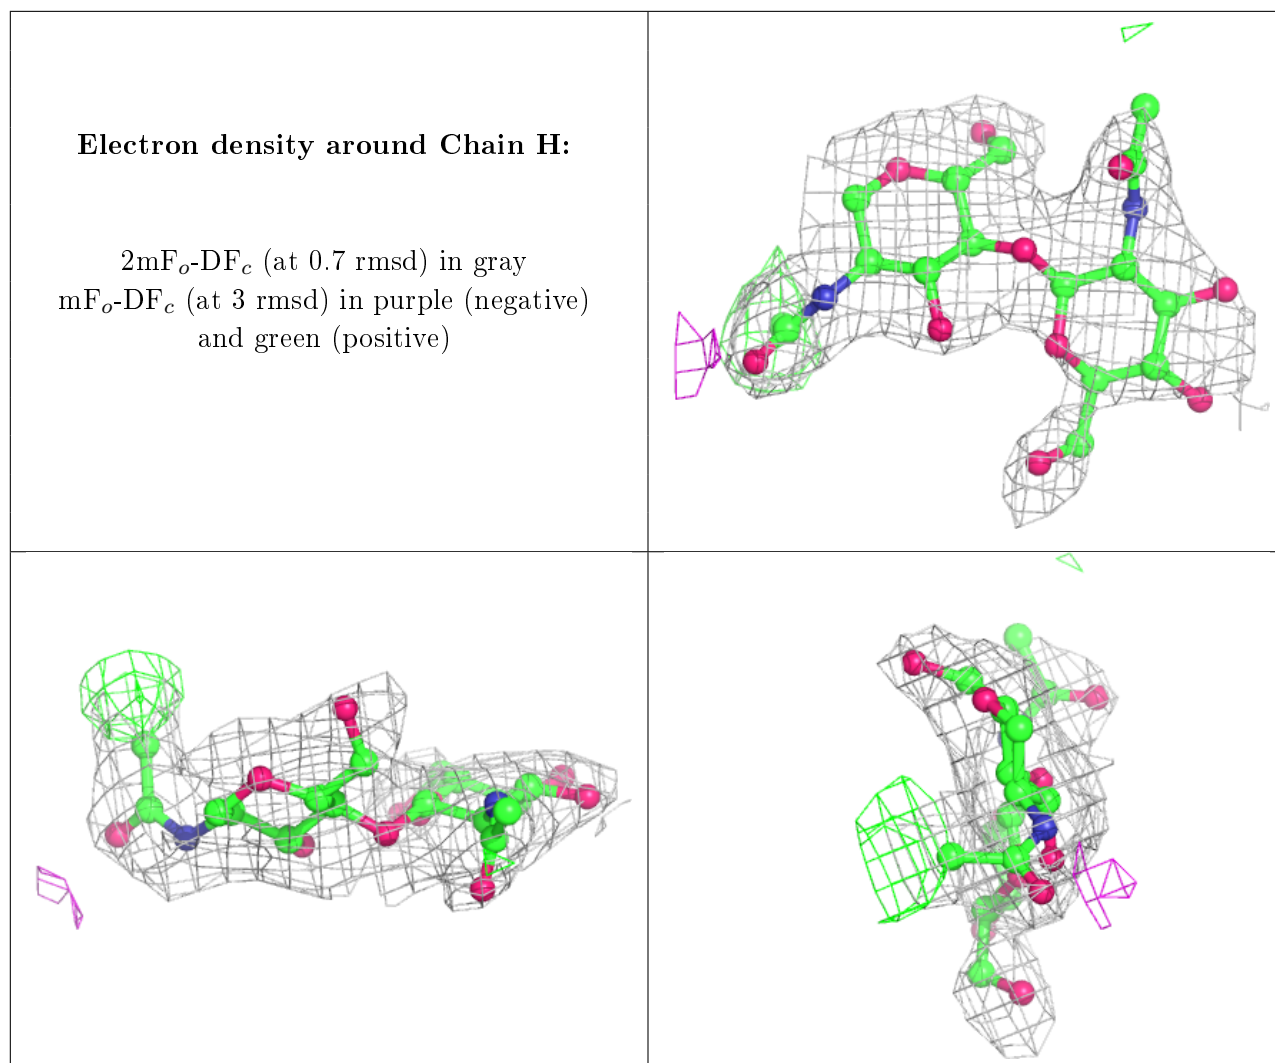 Electron density around Chain H:
2mFo-DFc (at 0.7 rmsd) in gray
mFo-DFc (at 3 rmsd) in purple (negative)
and green (positive)